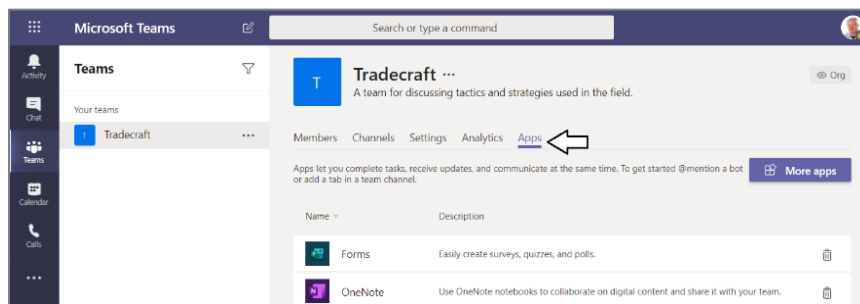 Microsoft Teams
Search or type a command
Activity
Chat
Teams
Calendar
Calls
Teams
Your teams
T Tradecraft
T
Tradecraft
A team for discussing tactics and strategies used in the field.
Org
Members Channels Settings Analytics Apps
Apps let you complete tasks, receive updates, and communicate at the same time. To get started @mention a bot
or add a tab in a team channel.
More apps
Name Description
Forms Easily create surveys, quizzes, and polls.
N OneNote Use OneNote notebooks to collaborate on digital content and share it with your team.